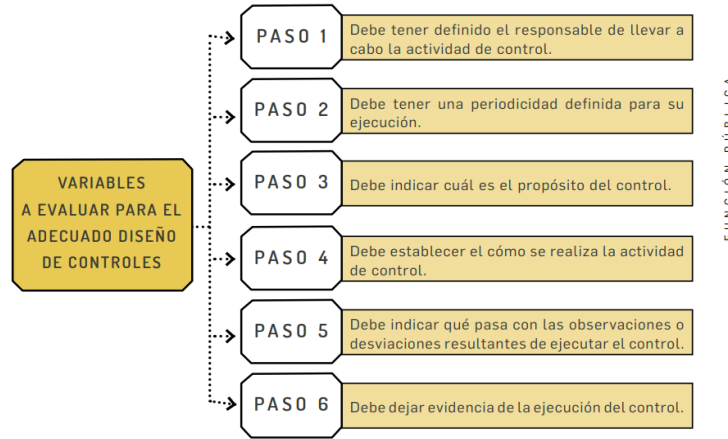 VARIABLES
A EVALUAR PARA EL
ADECUADO DISEÑO
DE CONTROLES
PASO 1
Debe tener definido el responsable de llevar a
cabo la actividad de control.
PASO 2
Debe tener una periodicidad definida para su
ejecución.
PASO 3
Debe indicar cuál es el propósito del control.
PASO 4
Debe establecer el cómo se realiza la actividad
de control.
PASO 5
Debe indicar qué pasa con las observaciones o
desviaciones resultantes de ejecutar el control.
PASO 6
Debe dejar evidencia de la ejecución del control.
FUNCIÓN PÚBLICA